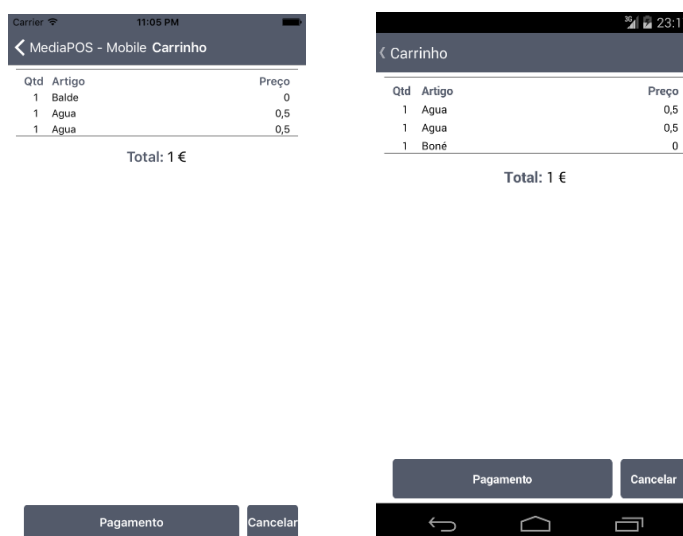 Carrier 11:05 PM
MediaPOS - Mobile Carrinho
Qtd Artigo Preço
1 Balde 0
1 Agua 0,5
1 Agua 0,5
Total: 1 €
Pagamento Cancelar
3G 23:1
Carrinho
Qtd Artigo Preço
1 Agua 0,5
1 Agua 0,5
1 Boné 0
Total: 1 €
Pagamento Cancelar